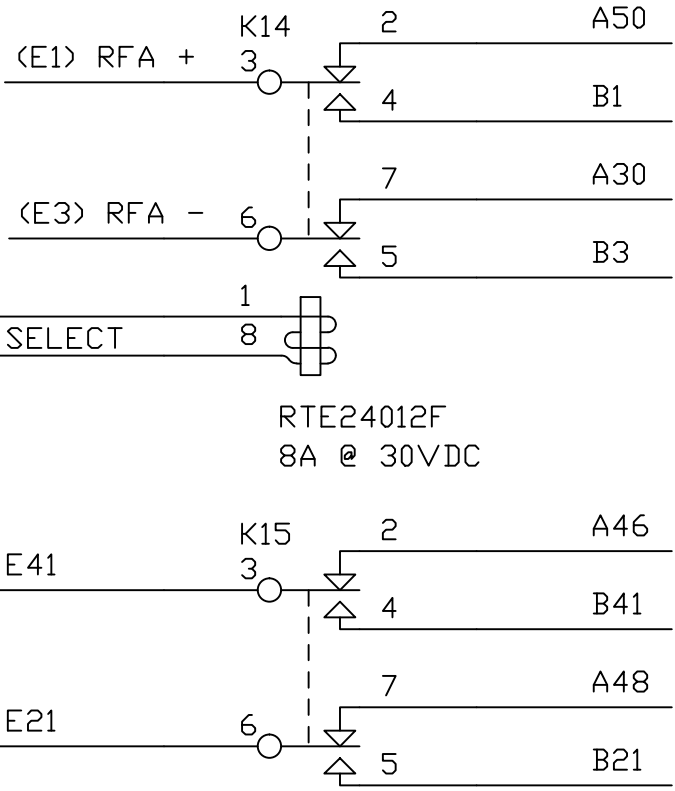 K14
2
A50
(E1) RFA +
3
4
B1
7
A30
(E3) RFA -
6
5
B3
1
SELECT
8
RTE24012F
8A @ 30VDC
K15
2
A46
E41
3
4
B41
7
A48
E21
6
5
B21